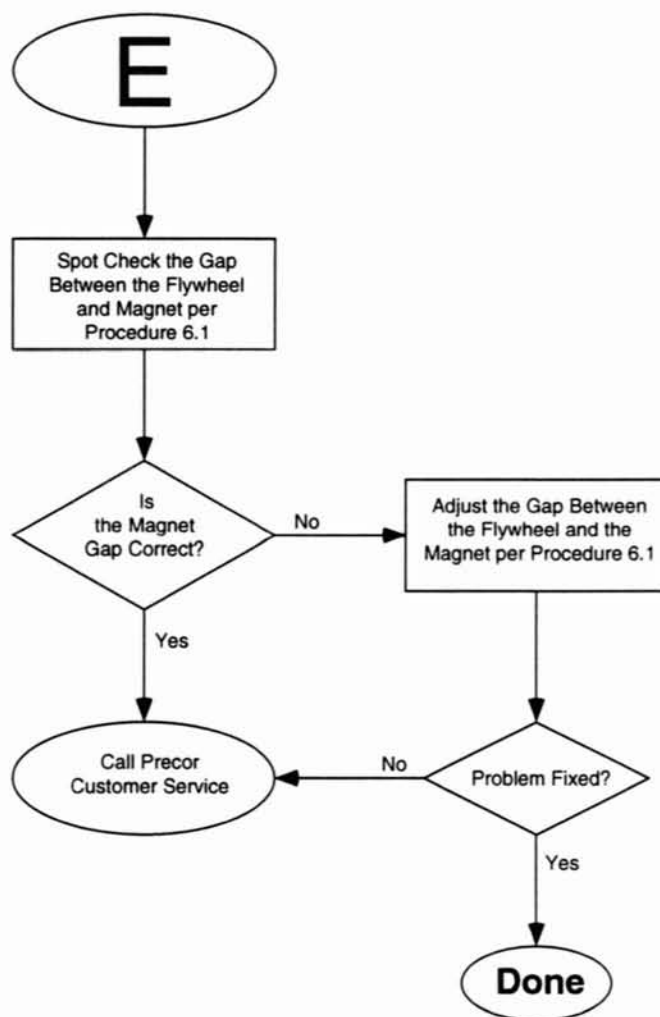 E
Spot Check the Gap
Between the Flywheel
and Magnet per
Procedure 6.1
Is
the Magnet
Gap Correct?
No
Adjust the Gap Between
the Flywheel and the
Magnet per Procedure 6.1
Yes
Call Precor
Customer Service
No
Problem Fixed?
Yes
Done